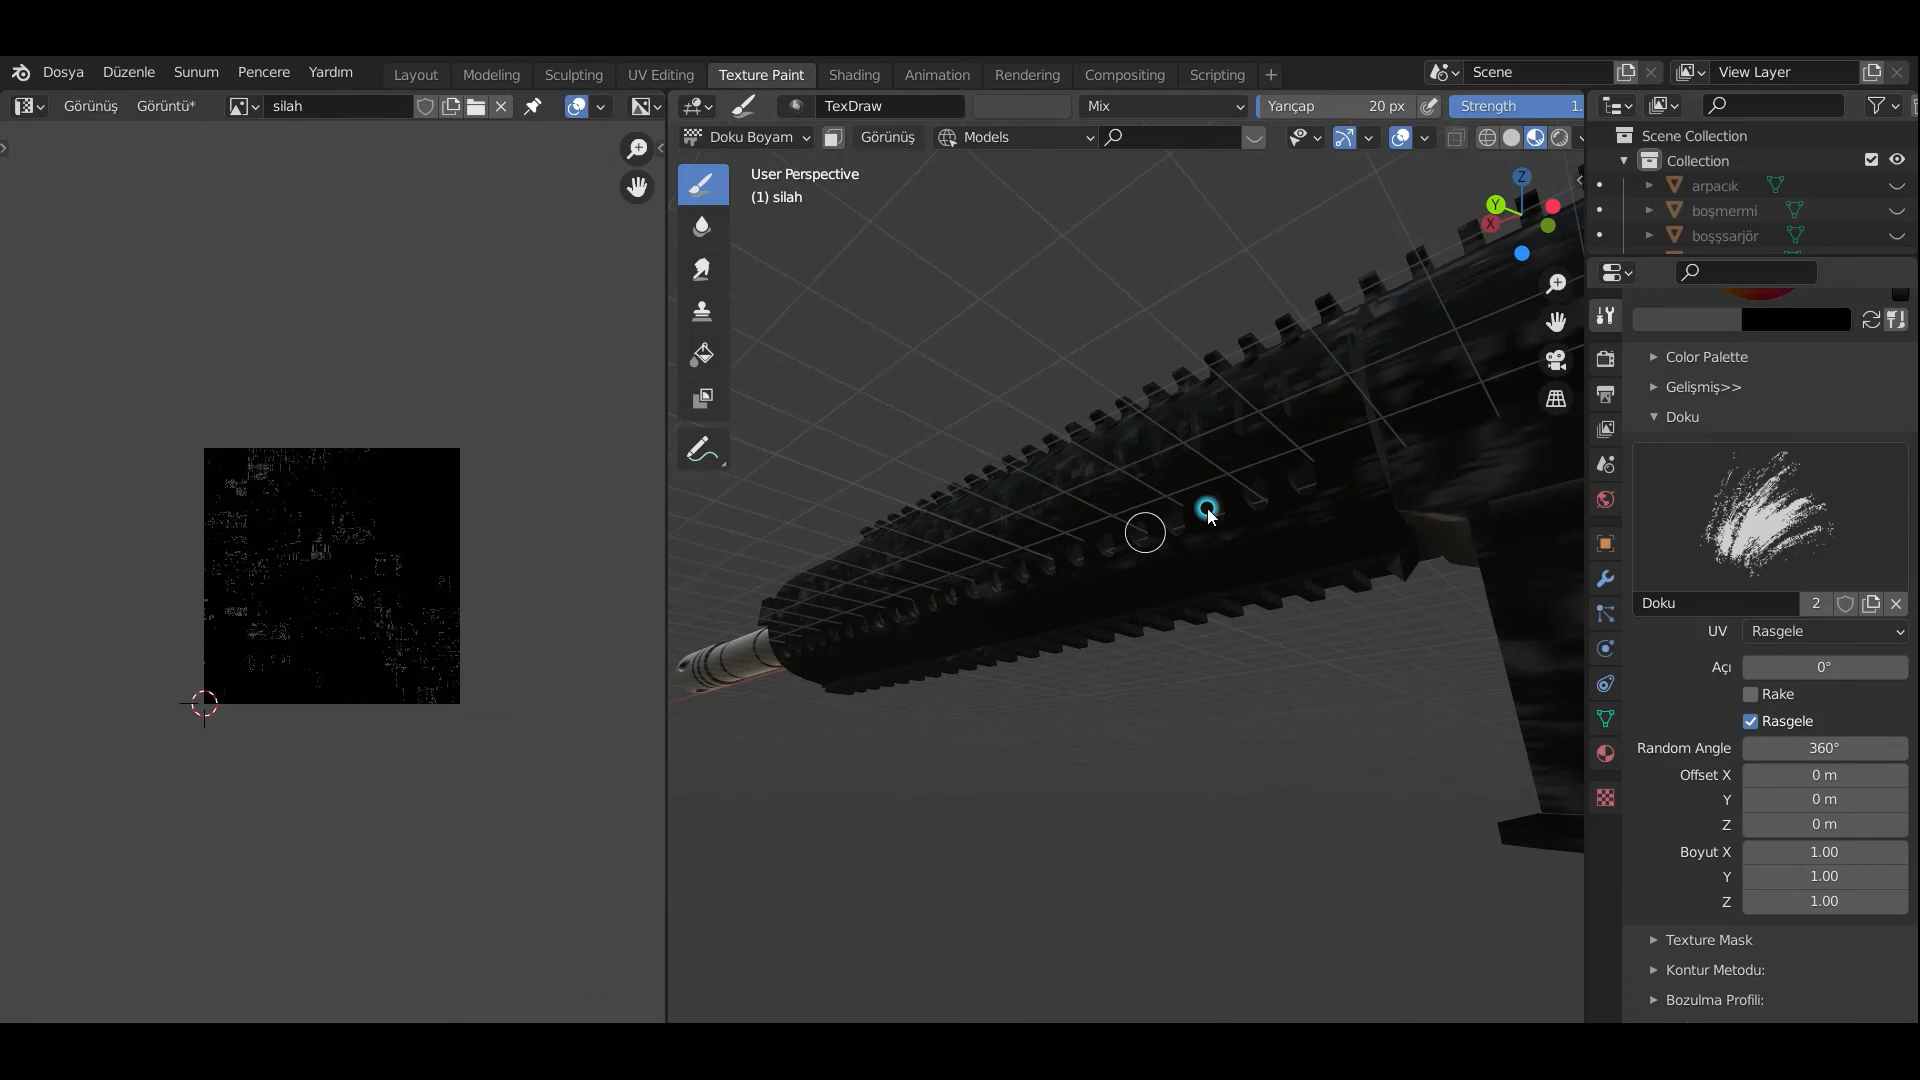 Dosya Düzenle Sunum Pencere Yardım Layout Modeling Sculpting UV Editing Texture Paint Shading Animation Rendering Compositing Scripting + Scene View Layer
Görünüş Görüntü* silah TexDraw Mix Yarıçap 20 px Strength 1.
Doku Boyam Görünüş Models
User Perspective
(1) silah
Z
Y
X
Scene Collection
Collection
arpacık
boşmermi
boşşsarjör
Color Palette
Gelişmiş>>
Doku
Doku 2
UV Rasgele
Açı 0°
Rake
Rasgele
Random Angle 360°
Offset X 0 m
Y 0 m
Z 0 m
Boyut X 1.00
Y 1.00
Z 1.00
Texture Mask
Kontur Metodu:
Bozulma Profili: